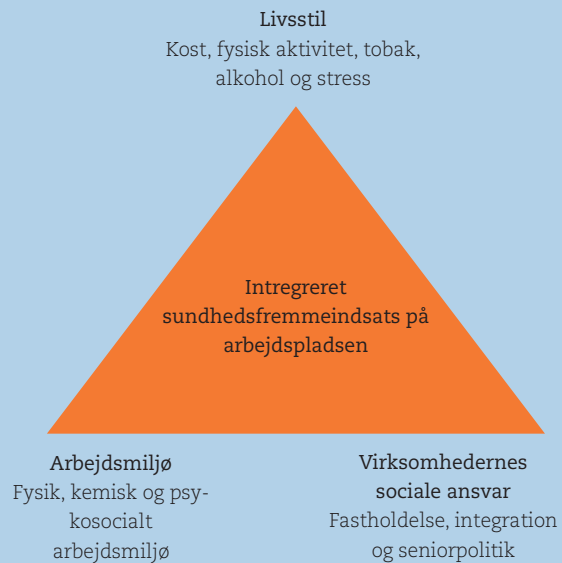 Livsstil
Kost, fysisk aktivitet, tobak,
alkohol og stress
Intregreret
sundhedsfremmeindsats på
arbejdspladsen
Arbejdsmiljø
Fysik, kemisk og psy-
kosocialt
arbejdsmiljø
Virksomhedernes
sociale ansvar
Fastholdelse, integration
og seniorpolitik